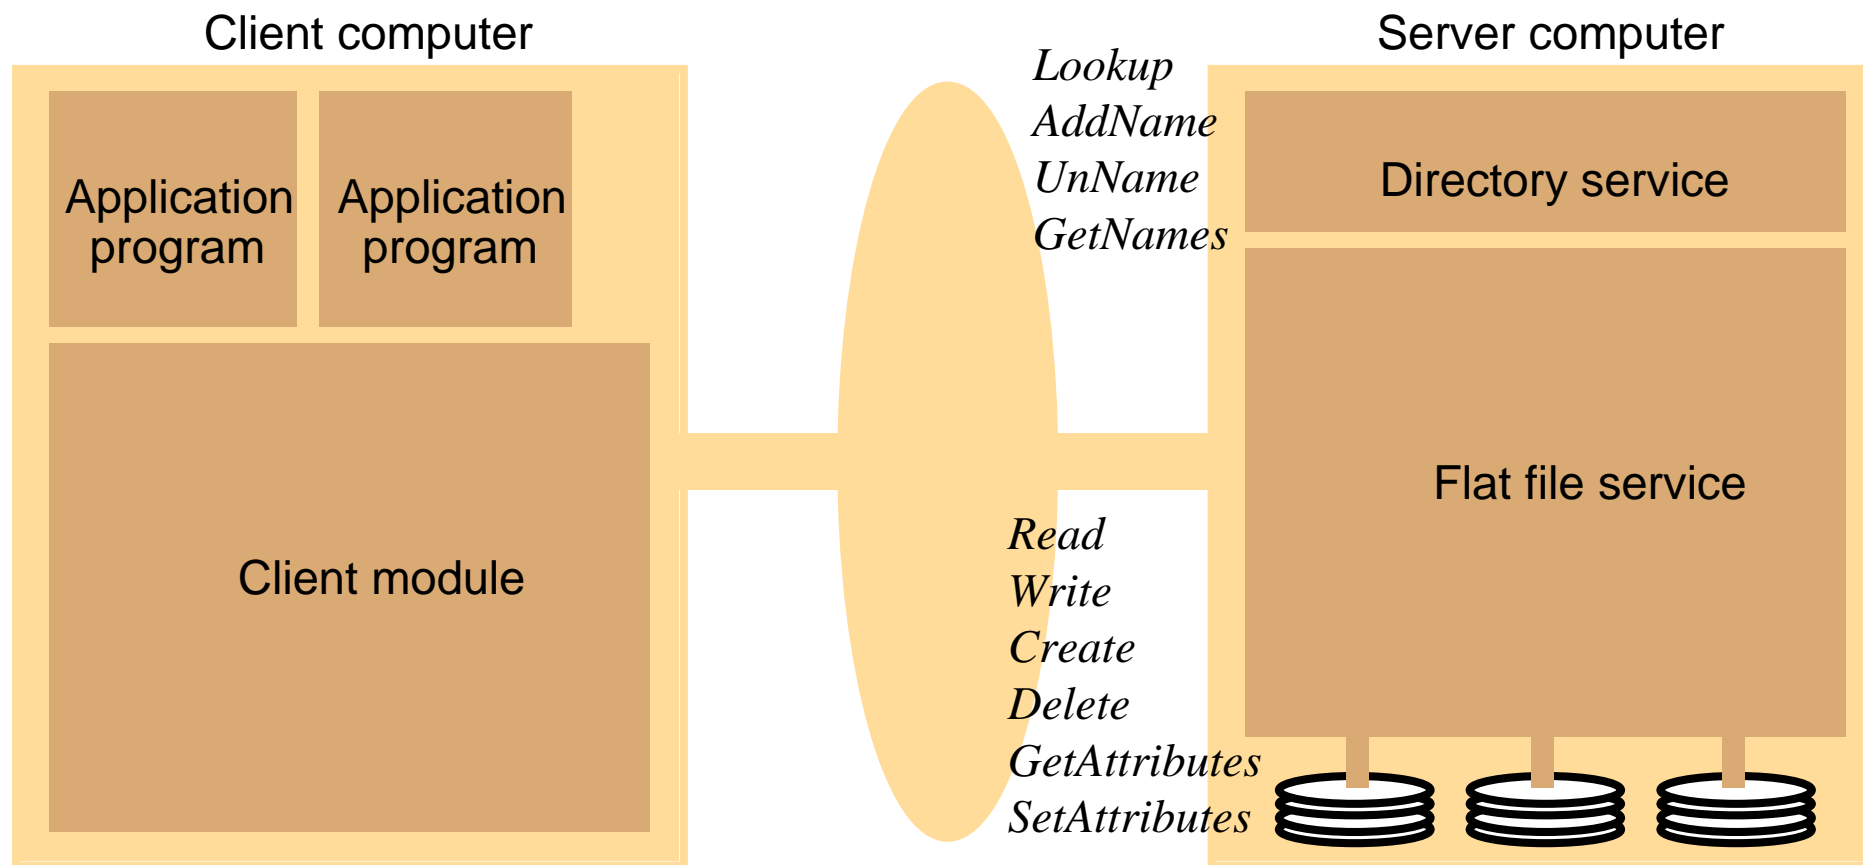 Client computer
Application
program
Application
program
Client module
Lookup
AddName
UnName
GetNames
Read
Write
Create
Delete
GetAttributes
SetAttributes
Server computer
Directory service
Flat file service